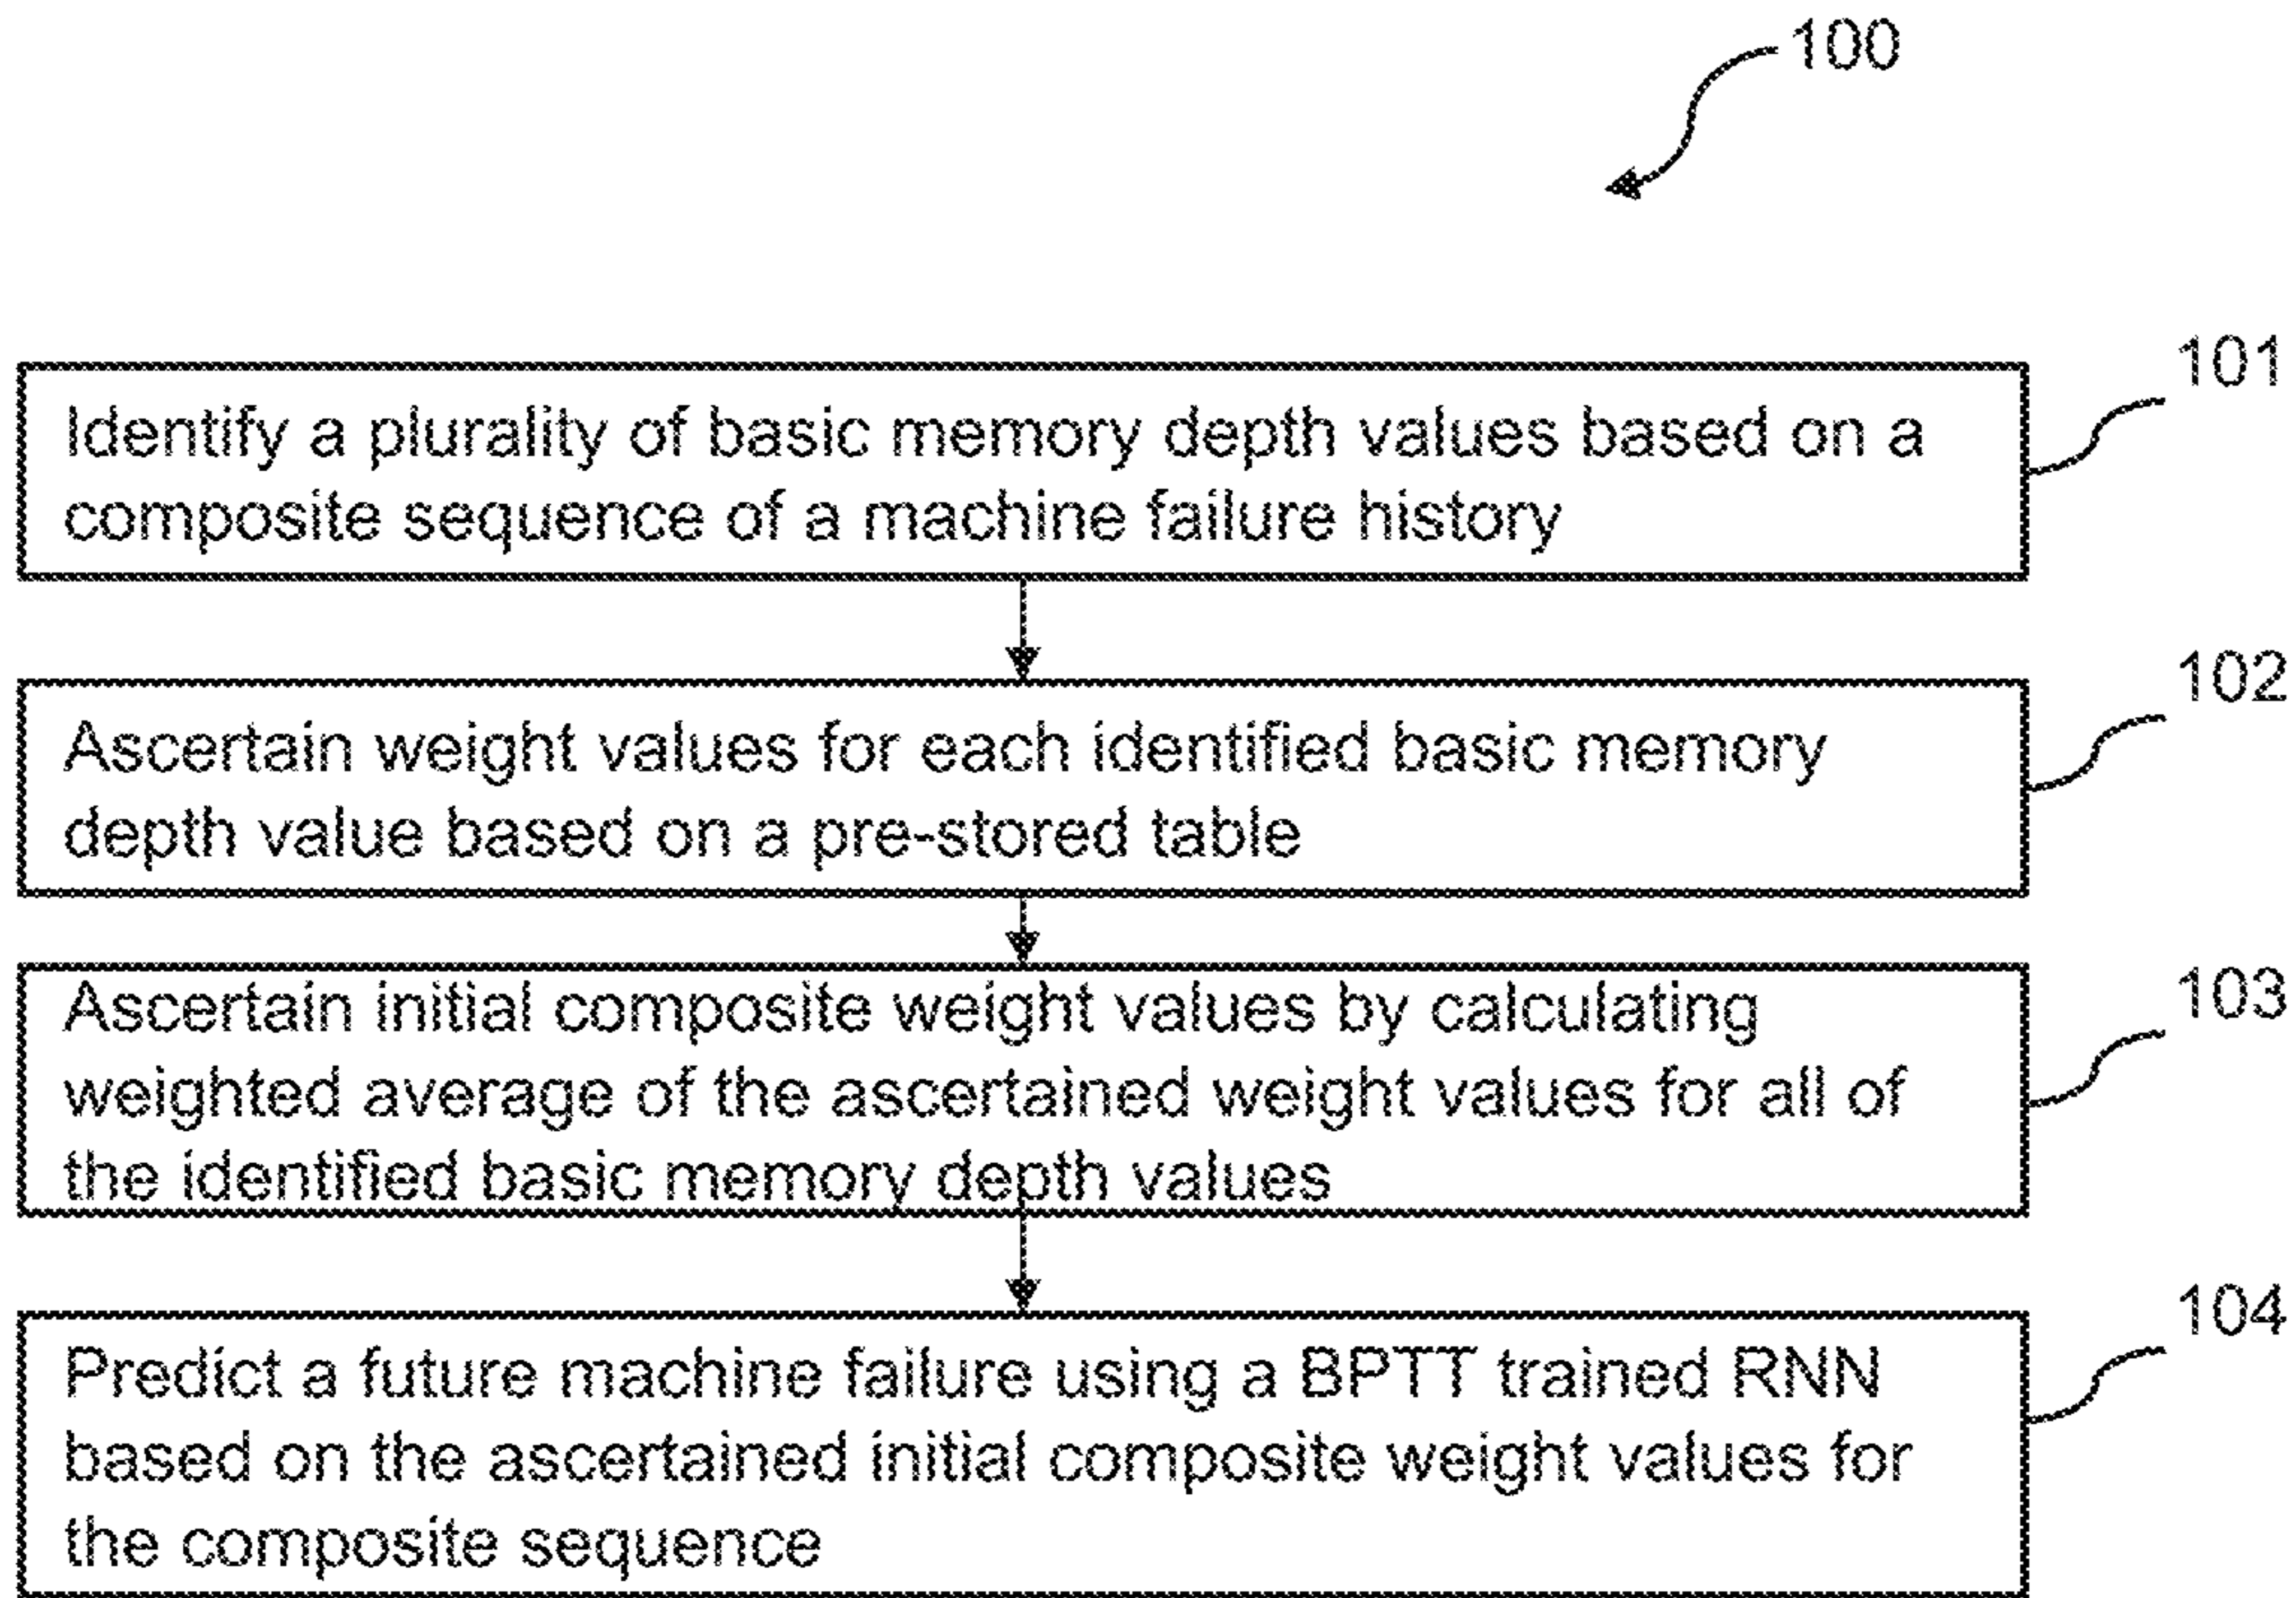 100
101
Identify a plurality of basic memory depth values based on a
composite sequence of a machine failure history
102
Ascertain weight values for each identified basic memory
depth value based on a pre-stored table
103
Ascertain initial composite weight values by calculating
weighted average of the ascertained weight values for all of
the identified basic memory depth values
104
Predict a future machine failure using a BPTT trained RNN
based on the ascertained initial composite weight values for
the composite sequence